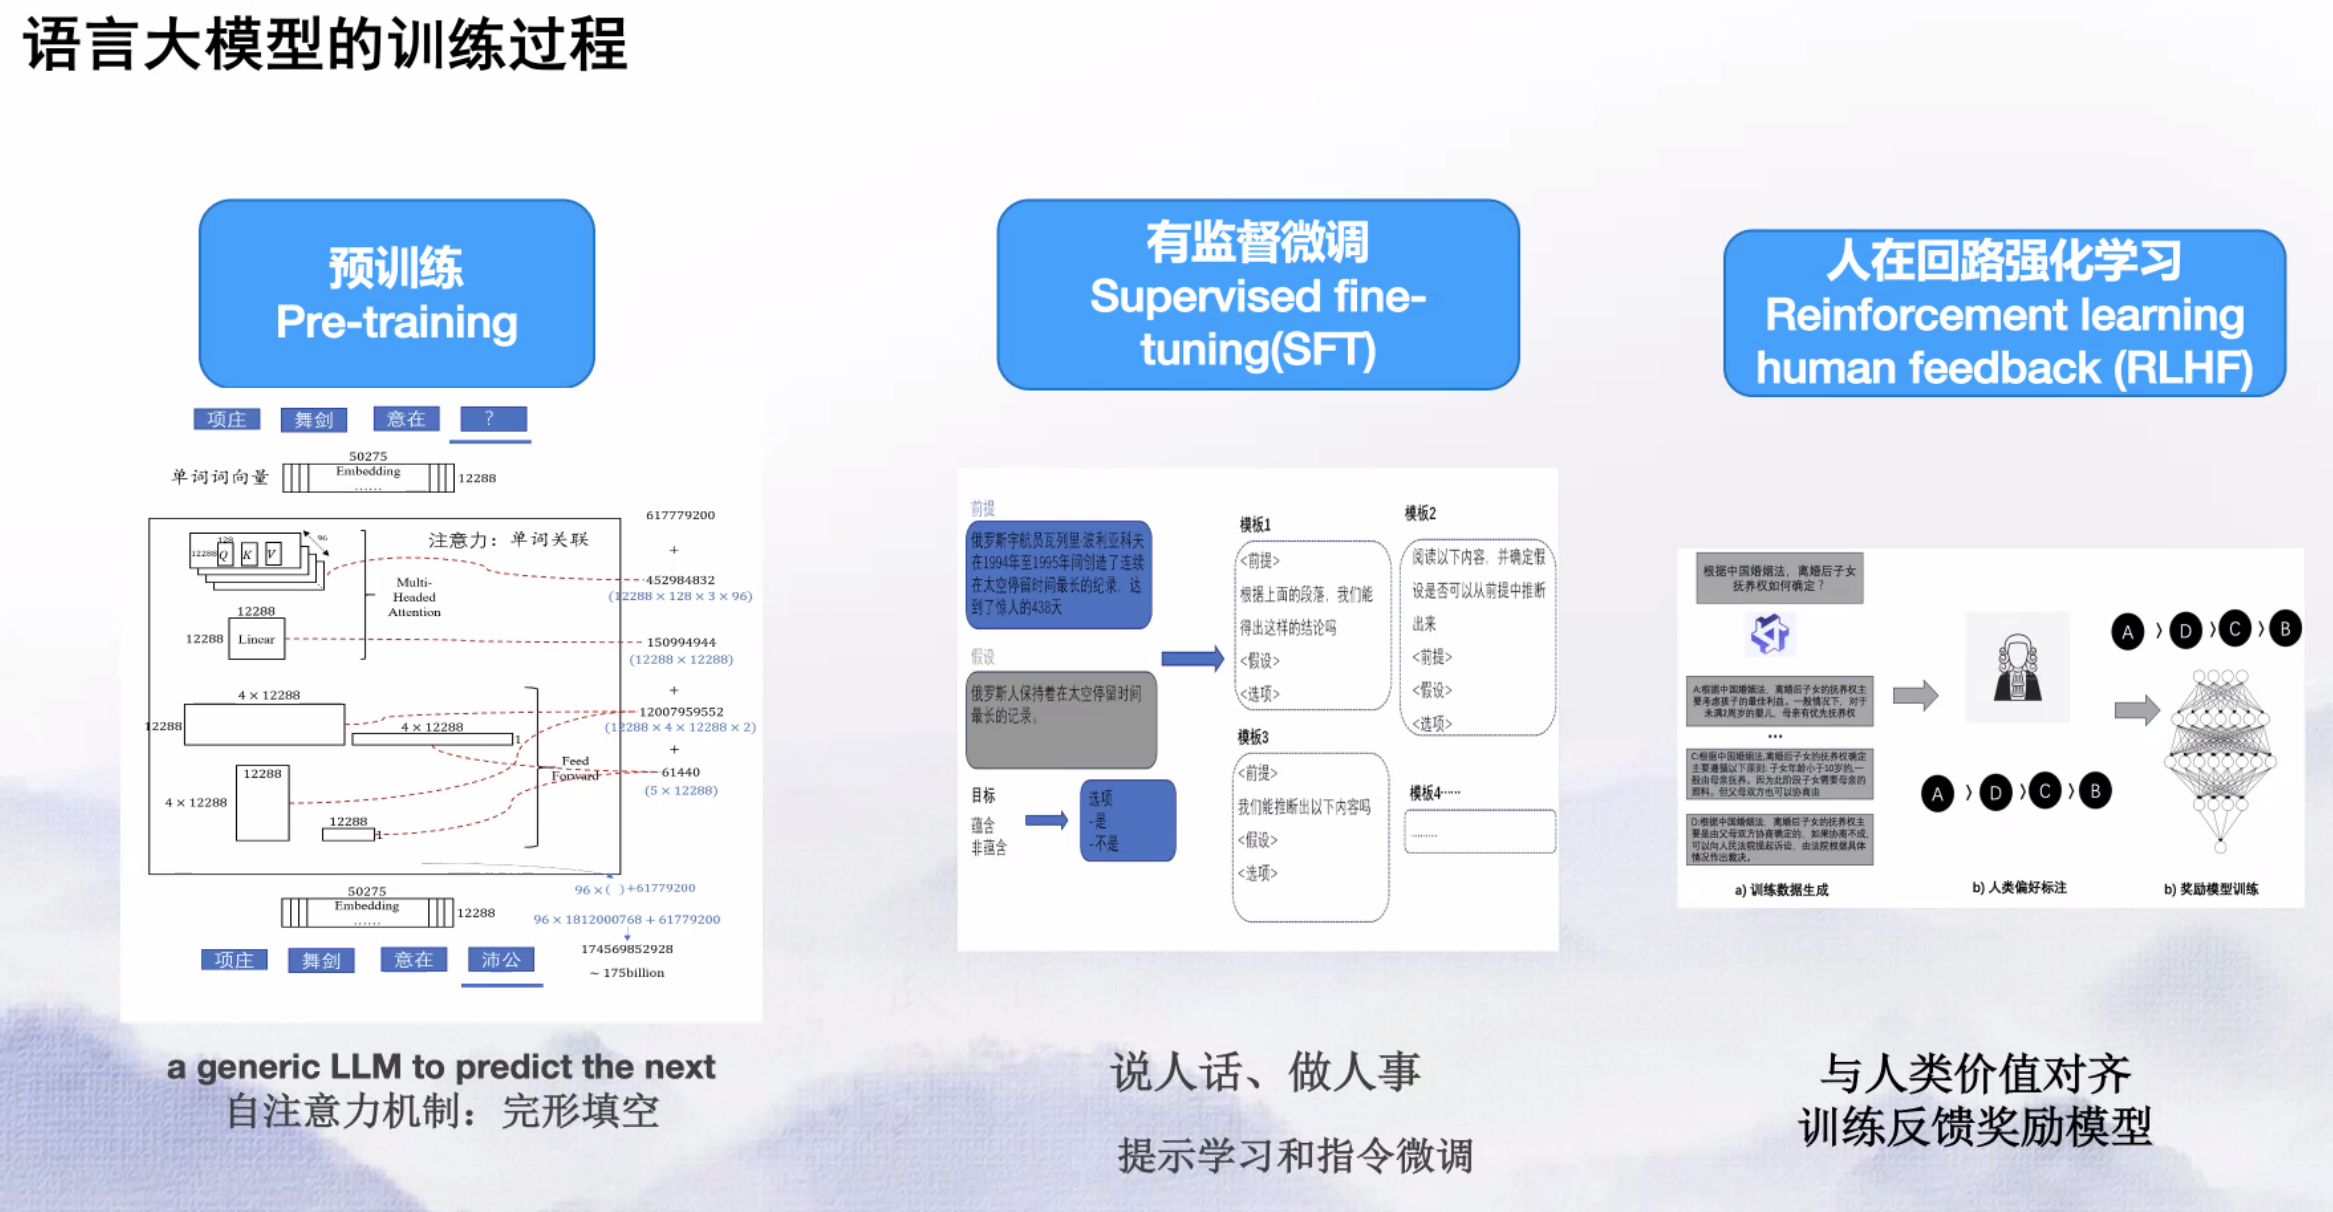 语言大模型的训练过程
预训练
Pre-training
项庄 舞剑 意在 ?
50275
单词词向量
Embedding
......
12288
617779200
+
注意力：单词关联
128
96
12288
Q K V
Multi-
Headed
Attention
452984832
(12288 × 128 × 3 × 96)
12288
12288
Linear
150994944
(12288 × 12288)
+
4 × 12288
12288
12007959552
(12288 × 4 × 12288 × 2)
4 × 12288
1
+
Feed
Forward
61440
(5 × 12288)
12288
4 × 12288
12288
1
96 × ( )+61779200
50275
Embedding
......
12288
96 × 1812000768 + 61779200
174569852928
~ 175billion
项庄 舞剑 意在 沛公
a generic LLM to predict the next
自注意力机制：完形填空
有监督微调
Supervised fine-
tuning(SFT)
前提
俄罗斯宇航员瓦列里·波利亚科夫
在1994年至1995年间创造了连续
在太空停留时间最长的纪录，达
到了惊人的438天
假设
俄罗斯人保持着在太空停留时间
最长的记录。
目标
蕴含
非蕴含
选项
-是
-不是
模板1
<前提>
根据上面的段落，我们能
得出这样的结论吗
<假设>
<选项>
模板2
阅读以下内容，并确定假
设是否可以从前提中推断
出来
<前提>
<假设>
<选项>
模板3
<前提>
我们能推断出以下内容吗
<假设>
<选项>
模板4······
.........
说人话、做人事
提示学习和指令微调
人在回路强化学习
Reinforcement learning
human feedback (RLHF)
根据中国婚姻法，离婚后子女
抚养权如何确定？
A:根据中国婚姻法，离婚后子女的抚养权主
要考虑孩子的最佳利益。一般情况下，对于
未满2周岁的婴儿，母亲有优先抚养权
...
C:根据中国婚姻法,离婚后子女的抚养权确定
主要遵循以下原则: 子女年龄小于10岁的,一
般由母亲抚养。因为此阶段子女需要母亲的
照料。但父母双方也可以协商由
D:根据中国婚姻法，离婚后子女的抚养权主
要是由父母双方协商确定的，如果协商不成,
可以向人民法院提起诉讼，由法院根据具体
情况作出裁决。
a) 训练数据生成
A > D > C > B
b) 人类偏好标注
A > D > C > B
b) 奖励模型训练
与人类价值对齐
训练反馈奖励模型